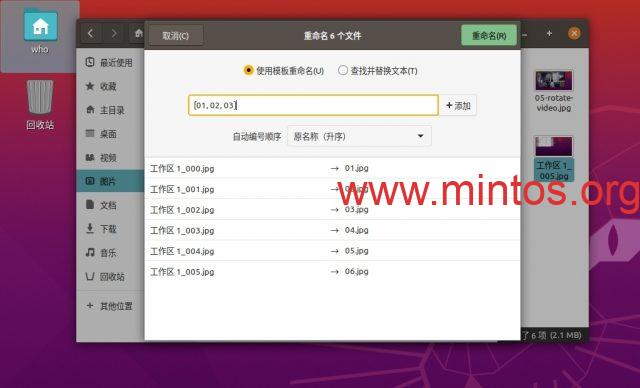 who
回收站
取消(C)
重命名 6 个文件
重命名(R)
使用模板重命名(U)
查找并替换文本(T)
[01, 02, 03]
+添加
自动编号顺序
原名称（升序）
工作区 1_000.jpg → 01.jpg
工作区 1_001.jpg →
工作区 1_002.jpg → 03.jpg
工作区 1_003.jpg → 04.jpg
工作区 1_004.jpg → 05.jpg
工作区 1_005.jpg → 06.jpg
最近使用
收藏
主目录
桌面
视频
图片
文档
下载
音乐
回收站
+ 其他位置
05-rotate-
video.jpg
工作区 1_
005.jpg
了 6 项 (2.1 MB)
www.mintos.org